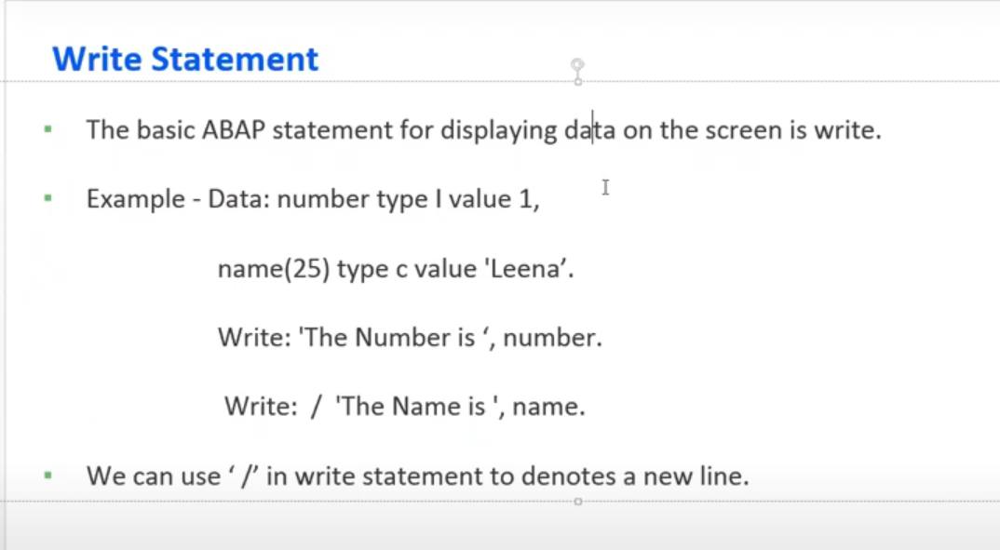 Write Statement
▪ The basic ABAP statement for displaying data on the screen is write.
▪ Example - Data: number type I value 1,
name(25) type c value 'Leena’.
Write: 'The Number is ‘, number.
Write: / 'The Name is ', name.
▪ We can use ‘ /’ in write statement to denotes a new line.